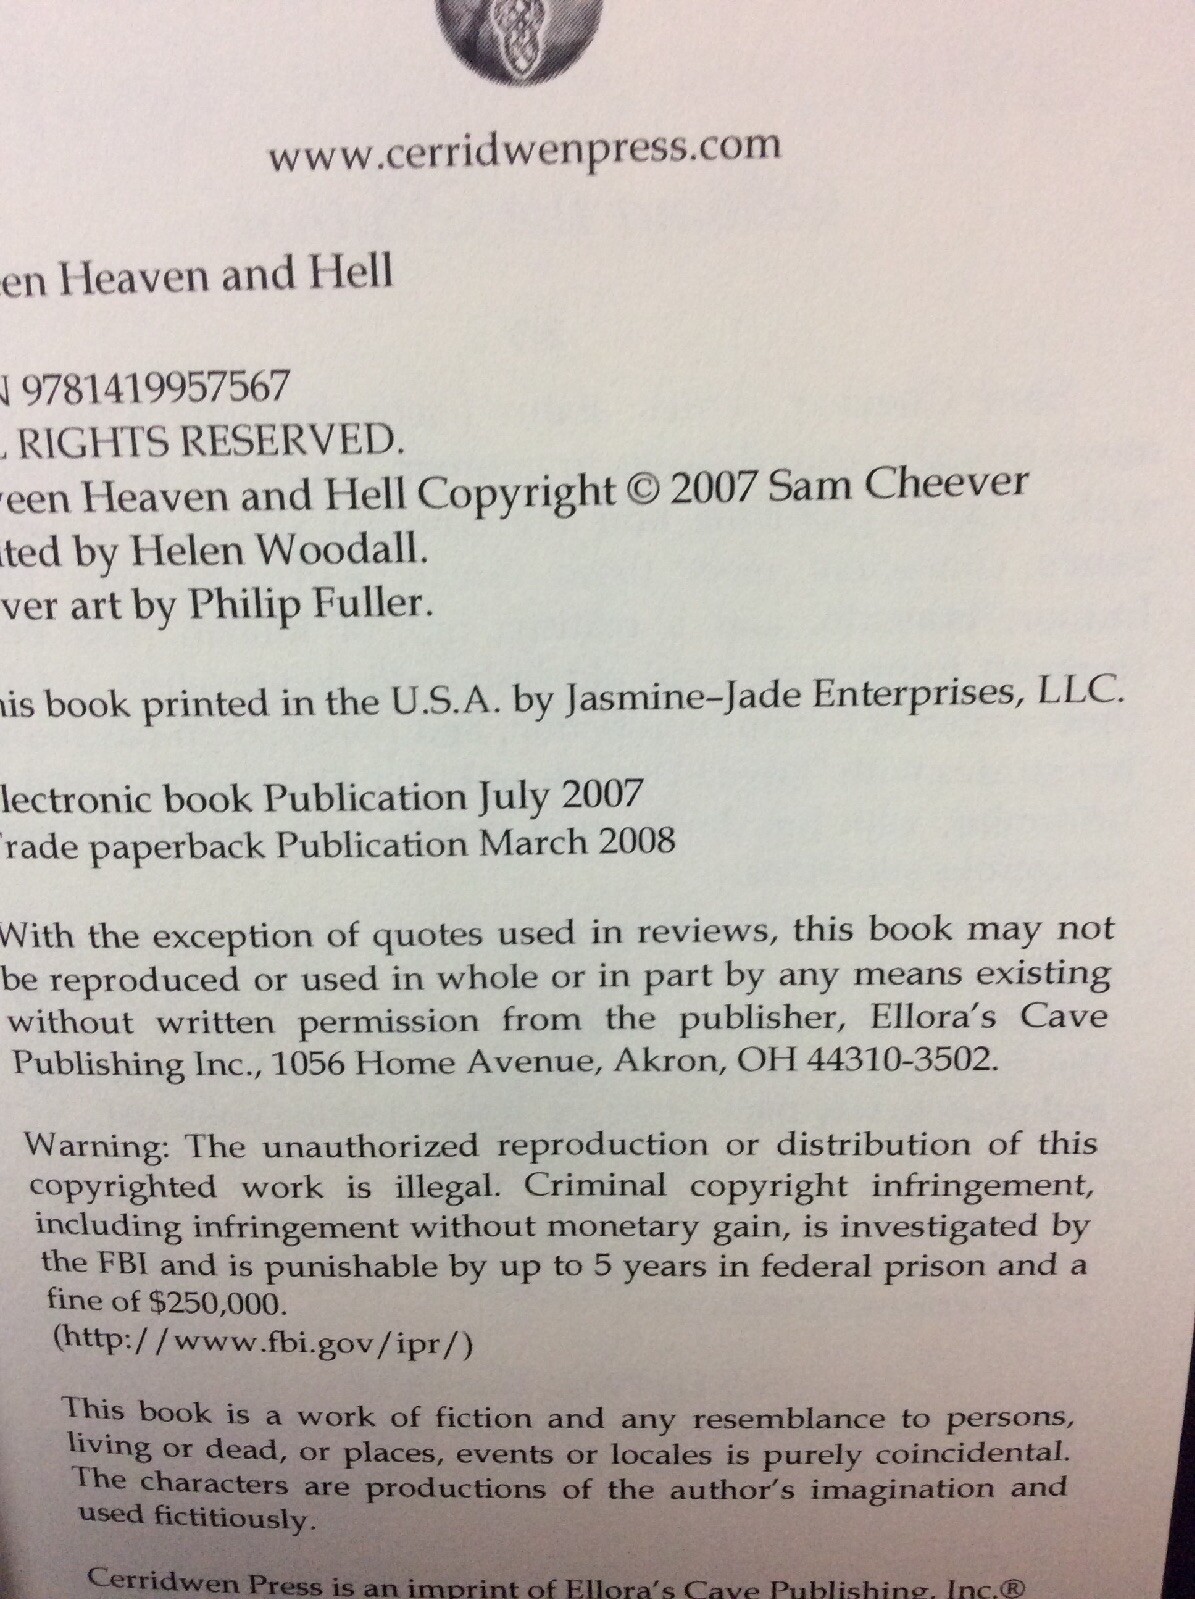 www.cerridwenpress.com
en Heaven and Hell
N 9781419957567
. RIGHTS RESERVED.
een Heaven and Hell Copyright © 2007 Sam Cheever
ted by Helen Woodall.
ver art by Philip Fuller.
is book printed in the U.S.A. by Jasmine–Jade Enterprises, LLC.
lectronic book Publication July 2007
rade paperback Publication March 2008
With the exception of quotes used in reviews, this book may not
be reproduced or used in whole or in part by any means existing
without written permission from the publisher, Ellora's Cave
Publishing Inc., 1056 Home Avenue, Akron, OH 44310-3502.
Warning: The unauthorized reproduction or distribution of this
copyrighted work is illegal. Criminal copyright infringement,
including infringement without monetary gain, is investigated by
the FBI and is punishable by up to 5 years in federal prison and a
fine of $250,000.
(http://www.fbi.gov/ipr/)
This book is a work of fiction and any resemblance to persons,
living or dead, or places, events or locales is purely coincidental.
The characters are productions of the author's imagination and
used fictitiously.
Cerridwen Press is an imprint of Ellora's Cave Publishing, Inc.®